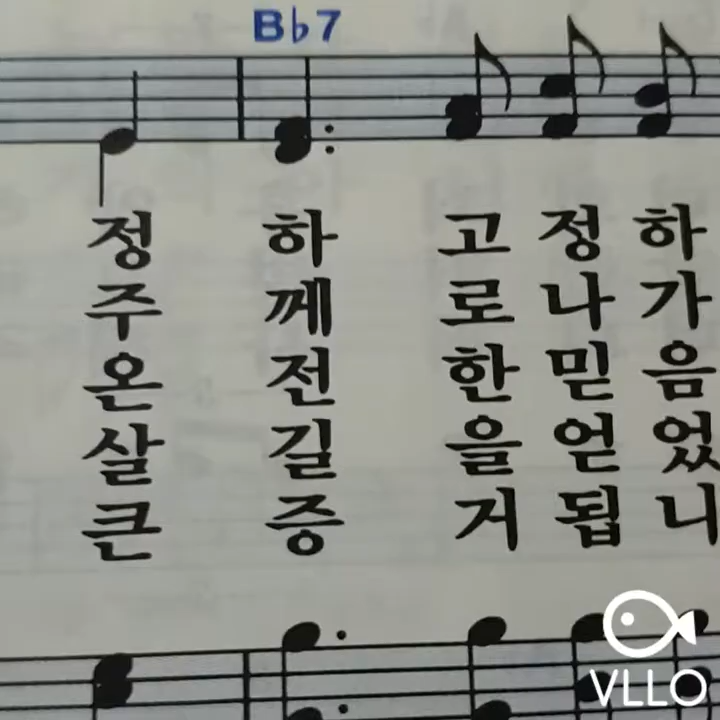 B♭7
정 하 고 정 하
주 께 로 나 가
온 전 한 믿 음
살 길 을 얻 었
큰 증 거 됩 니
VLLO